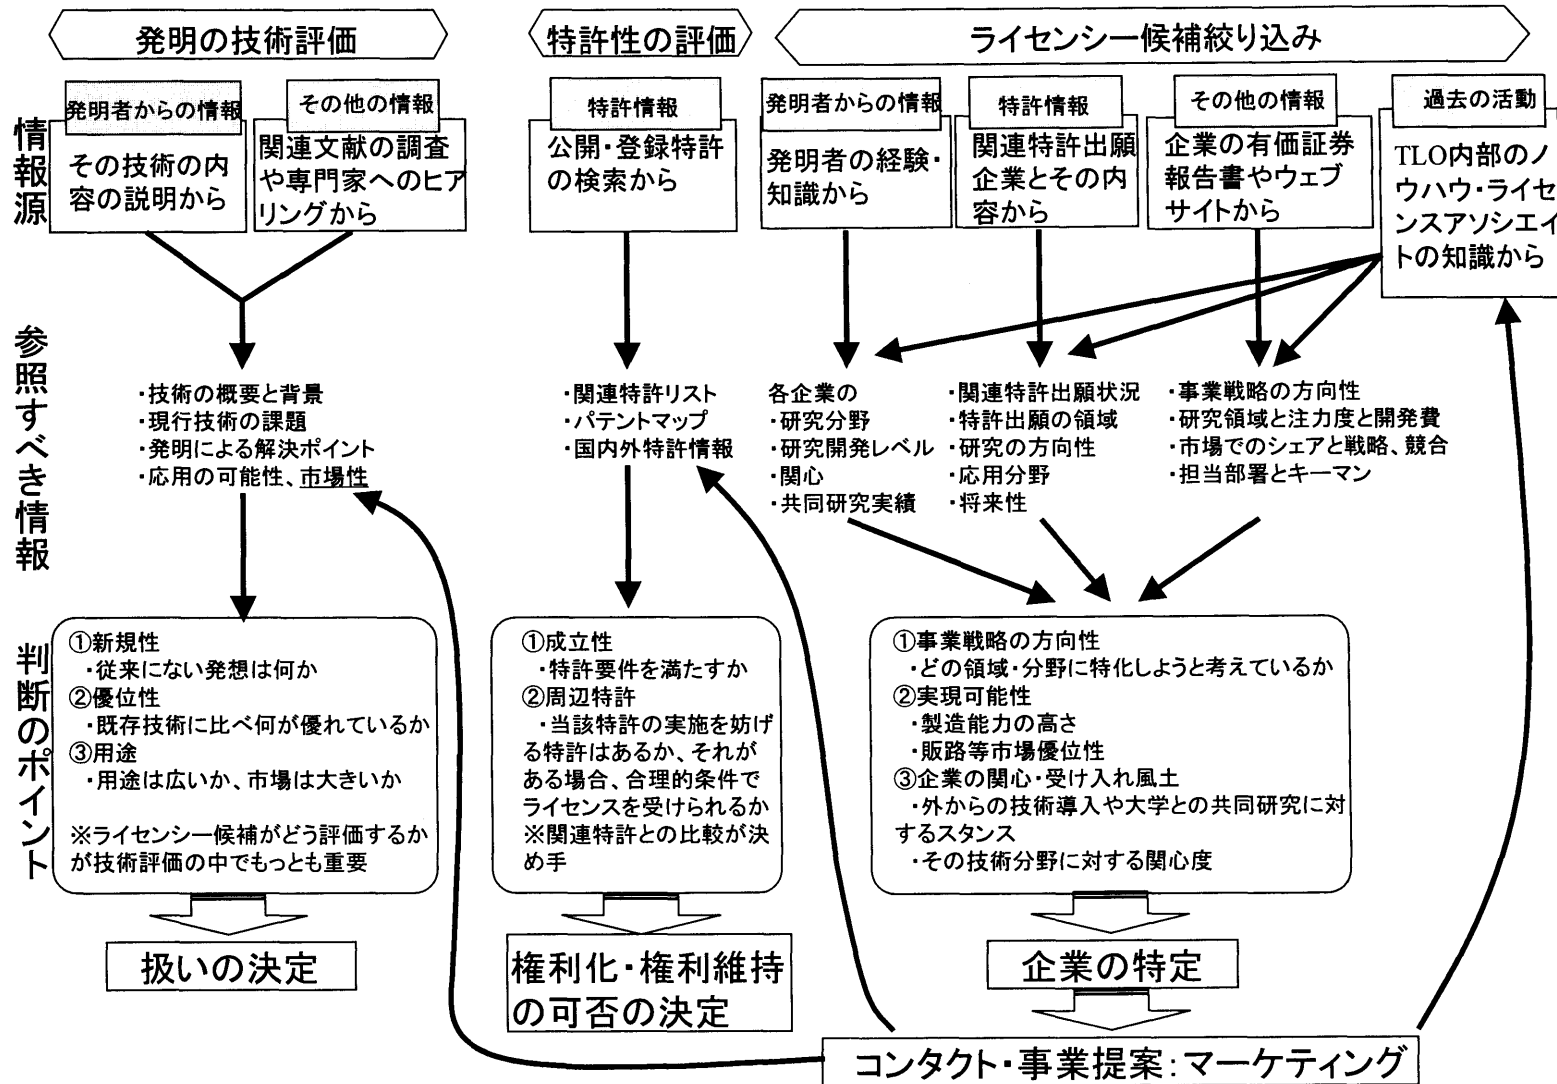 発明の技術評価
特許性の評価
ライセンシー候補絞り込み
情報源
発明者からの情報
その技術の内
容の説明から
その他の情報
関連文献の調査
や専門家へのヒア
リングから
特許情報
公開・登録特許
の検索から
発明者からの情報
発明者の経験・
知識から
特許情報
関連特許出願
企業とその内
容から
その他の情報
企業の有価証券
報告書やウェブ
サイトから
過去の活動
TLO内部のノ
ウハウ・ライセ
ンスアソシエイ
トの知識から
参照すべき情報
・技術の概要と背景
・現行技術の課題
・発明による解決ポイント
・応用の可能性、市場性
・関連特許リスト
・パテントマップ
・国内外特許情報
各企業の
・研究分野
・研究開発レベル
・関心
・共同研究実績
・関連特許出願状況
・特許出願の領域
・研究の方向性
・応用分野
・将来性
・事業戦略の方向性
・研究領域と注力度と開発費
・市場でのシェアと戦略、競合
・担当部署とキーマン
判断のポイント
①新規性
・従来にない発想は何か
②優位性
・既存技術に比べ何が優れているか
③用途
・用途は広いか、市場は大きいか
※ライセンシー候補がどう評価するか
が技術評価の中でもっとも重要
①成立性
・特許要件を満たすか
②周辺特許
・当該特許の実施を妨げ
る特許はあるか、それが
ある場合、合理的条件で
ライセンスを受けられるか
※関連特許との比較が決
め手
①事業戦略の方向性
・どの領域・分野に特化しようと考えているか
②実現可能性
・製造能力の高さ
・販路等市場優位性
③企業の関心・受け入れ風土
・外からの技術導入や大学との共同研究に対
するスタンス
・その技術分野に対する関心度
扱いの決定
権利化・権利維持
の可否の決定
企業の特定
コンタクト・事業提案:マーケティング